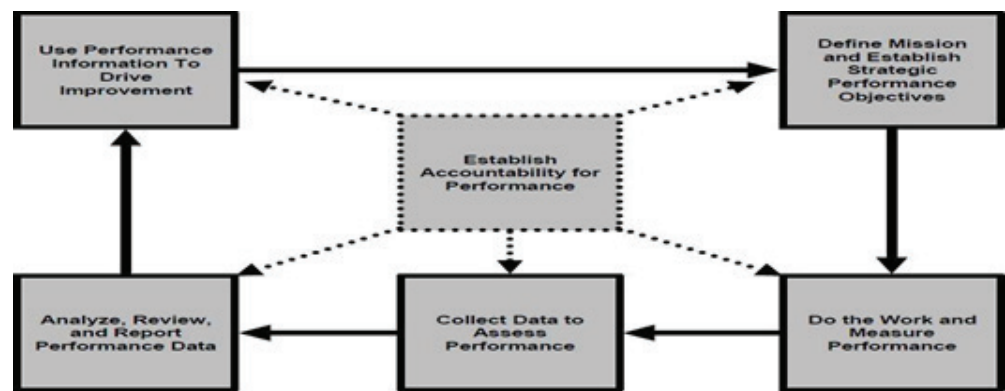 Use Performance
Information To
Drive
Improvement
Define Mission
and Establish
Strategic
Performance
Objectives
Establish
Accountability for
Performance
Analyze, Review,
and Report
Performance Data
Collect Data to
Assess
Performance
Do the Work and
Measure
Performance